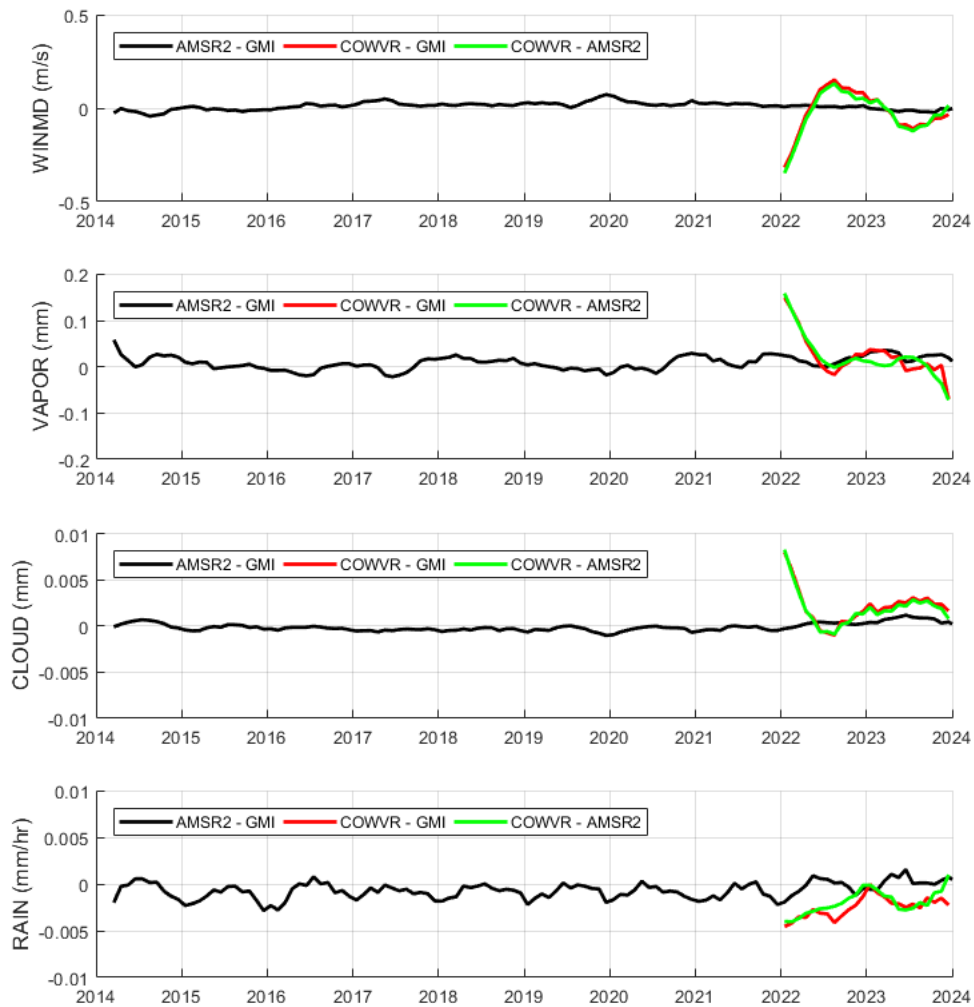 0.5
AMSR2 - GMI COWVR - GMI COWVR - AMSR2
WINMD (m/s)
0
-0.5
2014 2015 2016 2017 2018 2019 2020 2021 2022 2023 2024
0.2
AMSR2 - GMI COWVR - GMI COWVR - AMSR2
0.1
VAPOR (mm)
0
-0.1
-0.2
2014 2015 2016 2017 2018 2019 2020 2021 2022 2023 2024
0.01
AMSR2 - GMI COWVR - GMI COWVR - AMSR2
0.005
CLOUD (mm)
0
-0.005
-0.01
2014 2015 2016 2017 2018 2019 2020 2021 2022 2023 2024
0.01
AMSR2 - GMI COWVR - GMI COWVR - AMSR2
0.005
RAIN (mm/hr)
0
-0.005
-0.01
2014 2015 2016 2017 2018 2019 2020 2021 2022 2023 2024